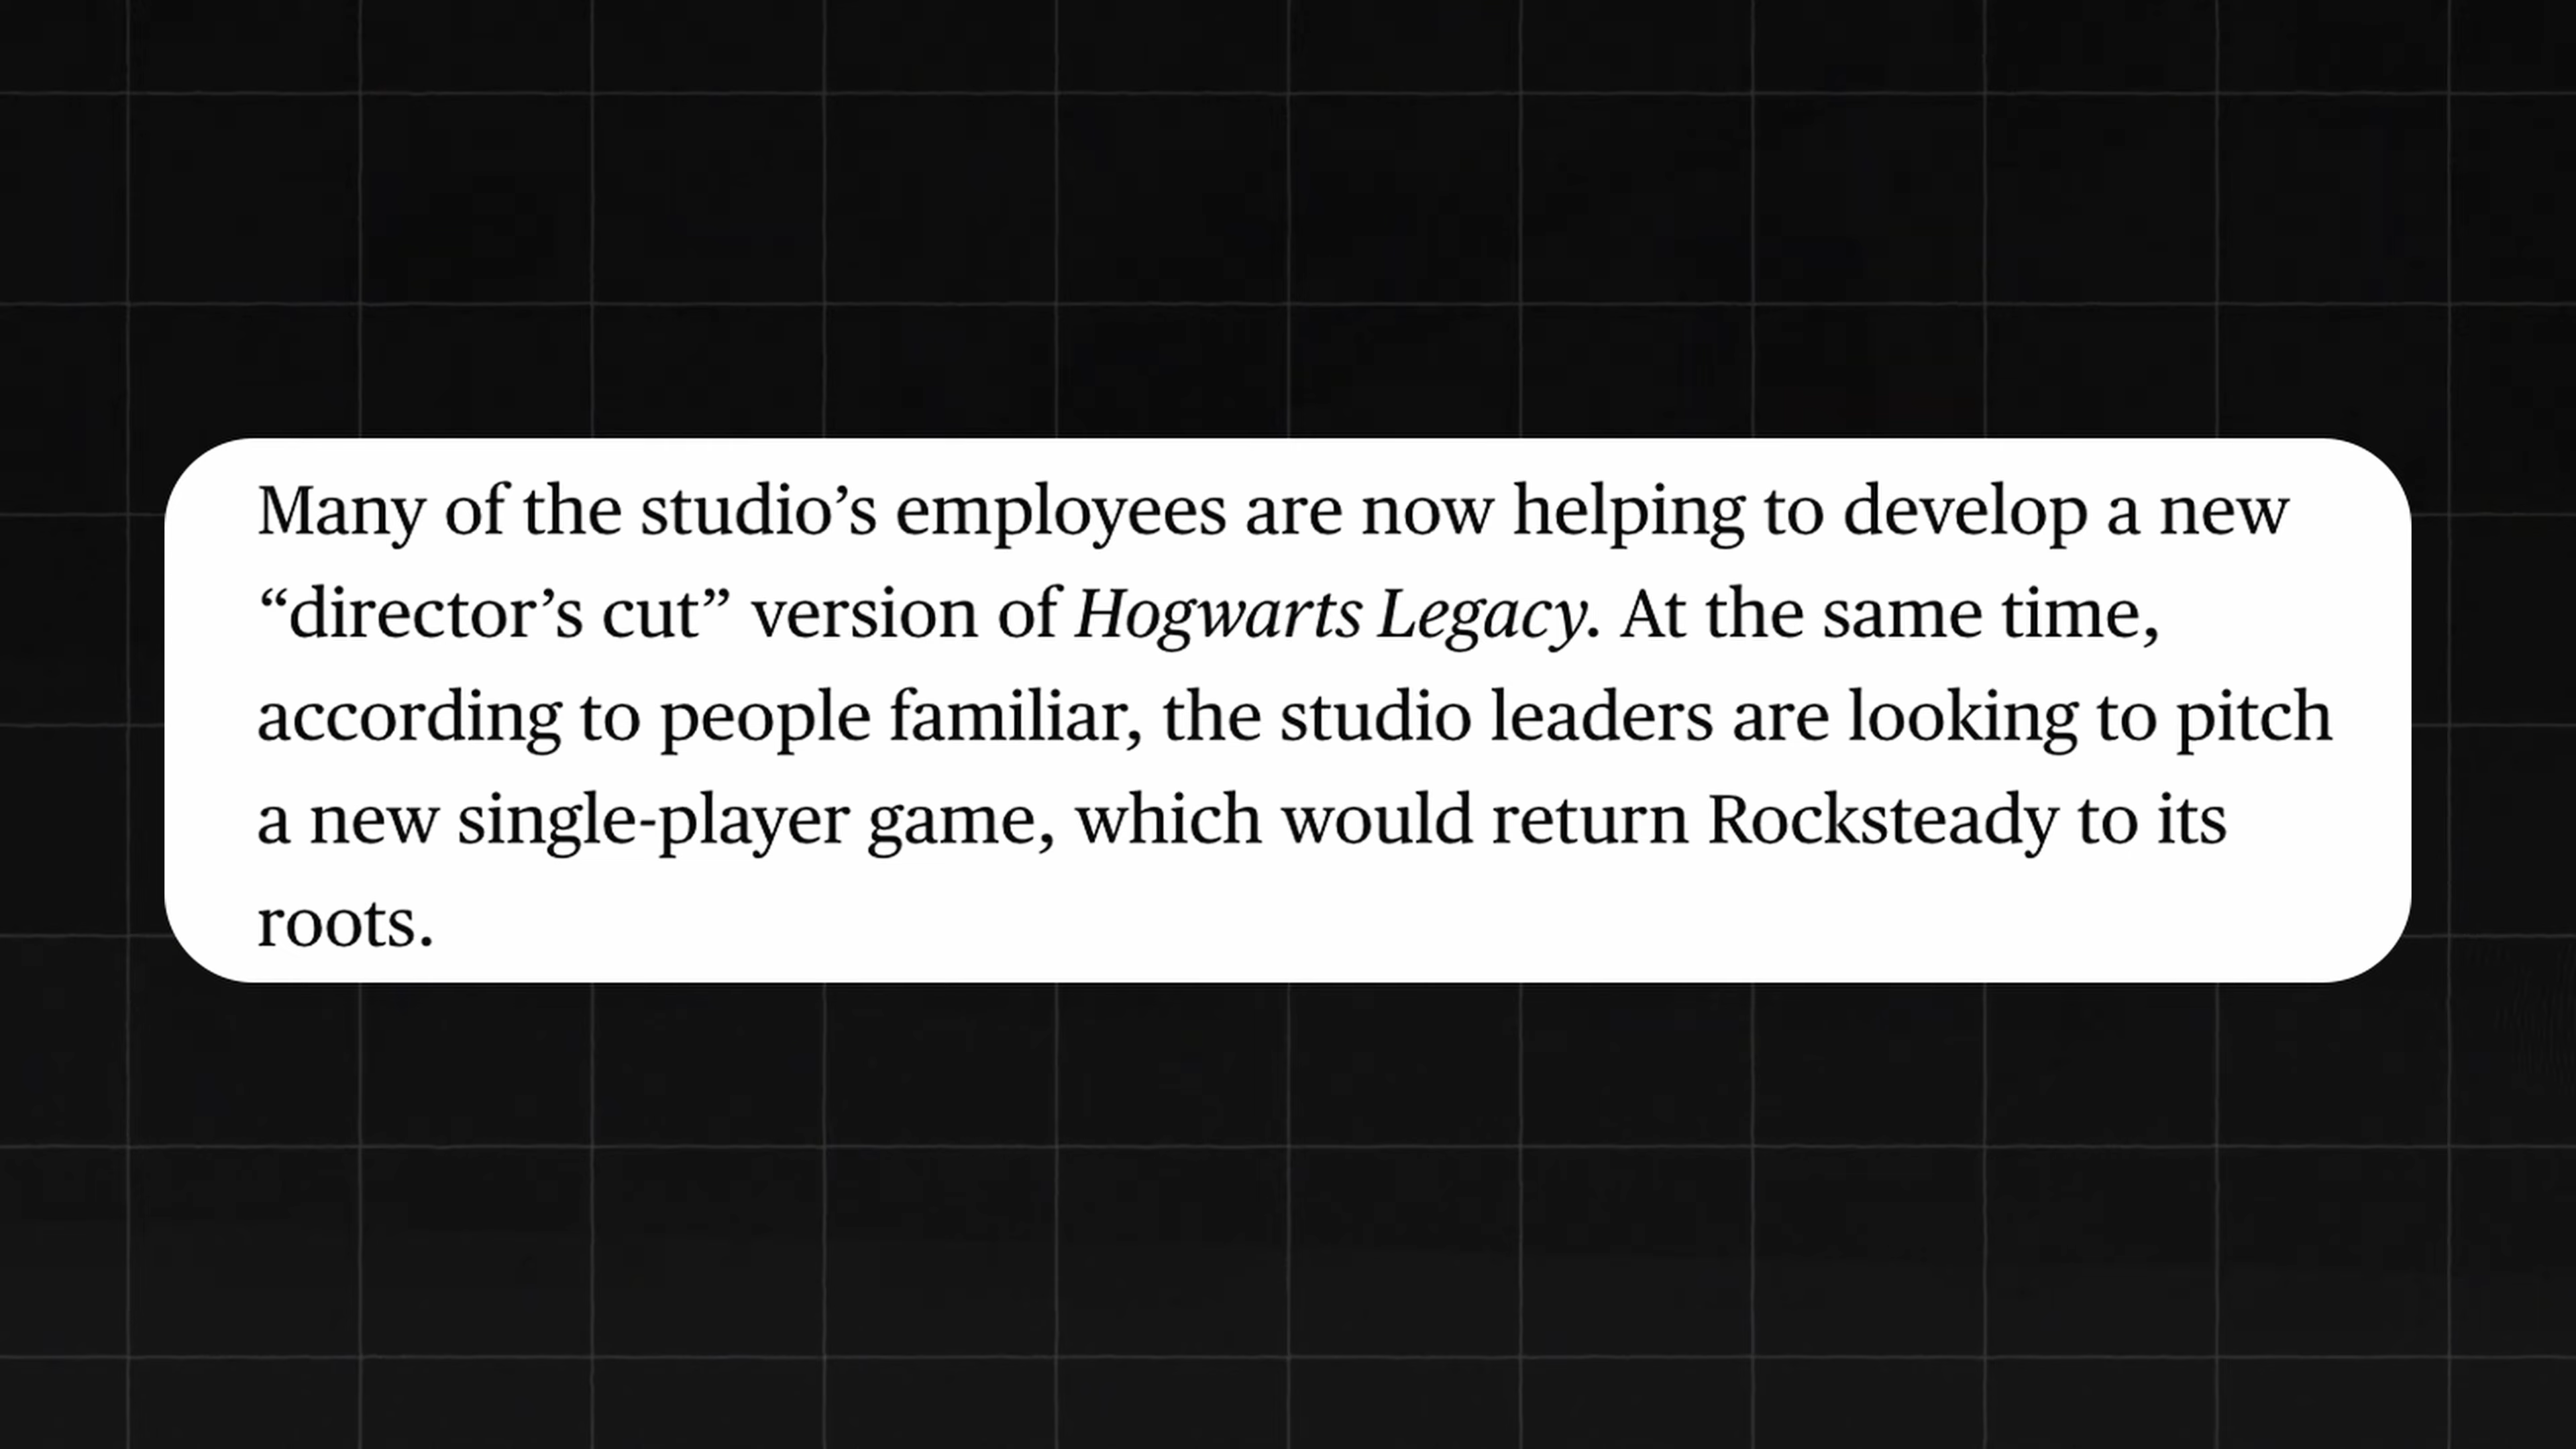 Many of the studio’s employees are now helping to develop a new
“director’s cut” version of Hogwarts Legacy. At the same time,
according to people familiar, the studio leaders are looking to pitch
a new single-player game, which would return Rocksteady to its
roots.